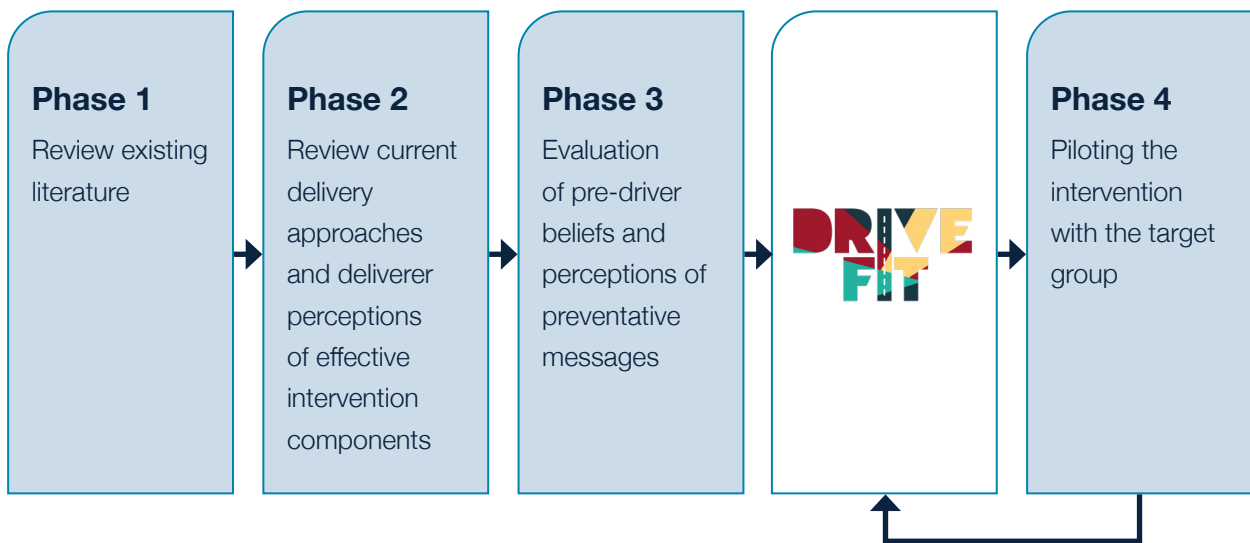 Phase 1
Review existing
literature
Phase 2
Review current
delivery
approaches
and deliverer
perceptions
of effective
intervention
components
Phase 3
Evaluation
of pre-driver
beliefs and
perceptions of
preventative
messages
DRIVE
FIT
Phase 4
Piloting the
intervention
with the target
group